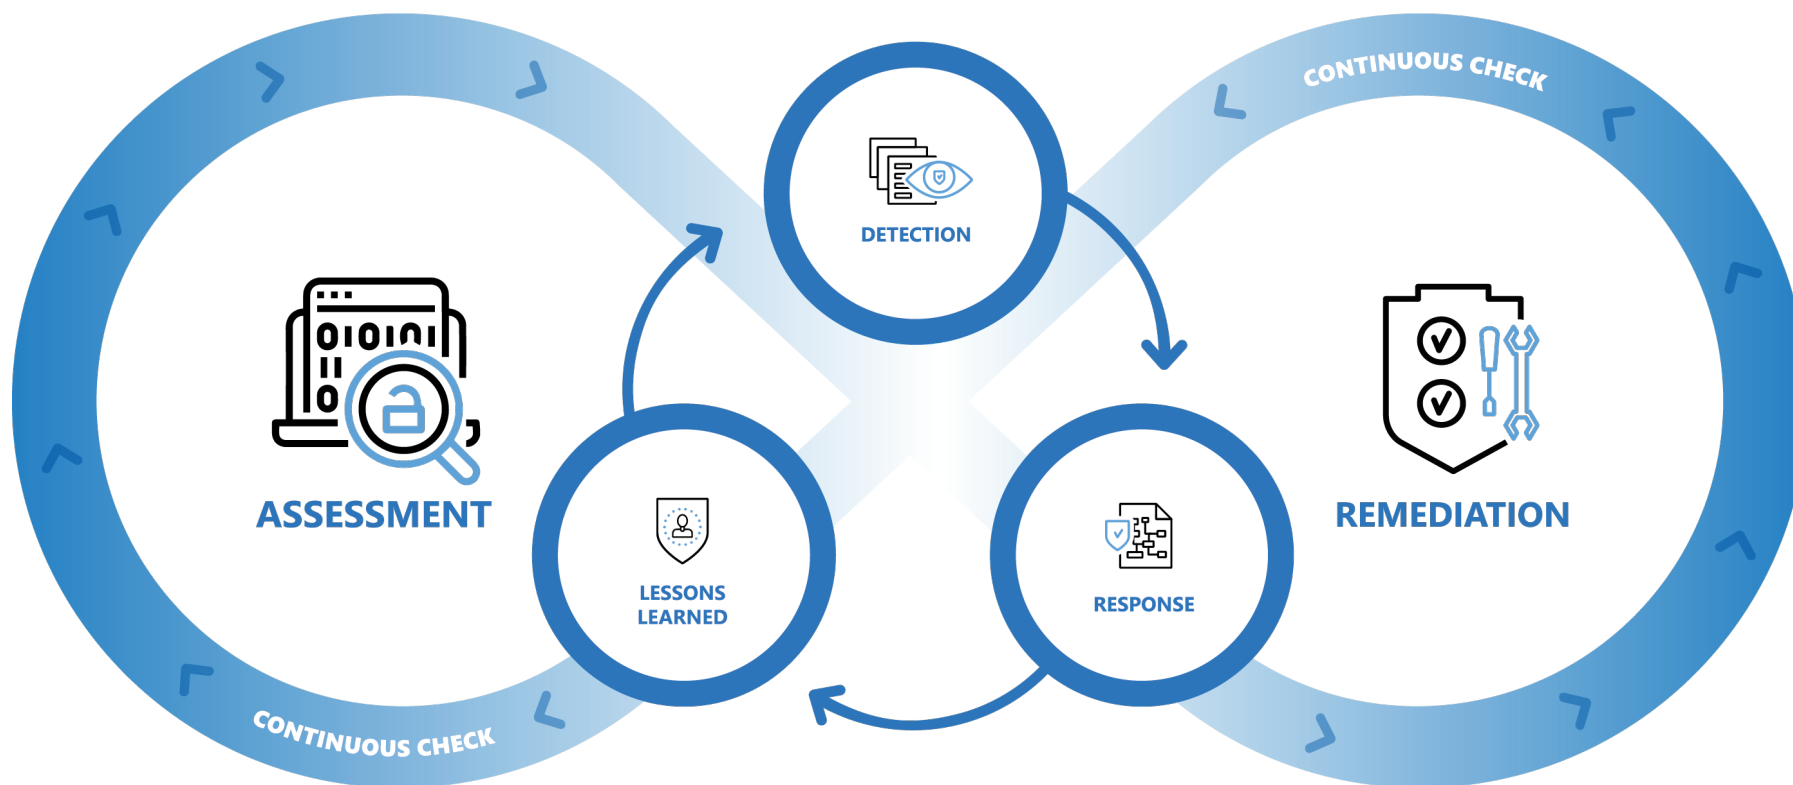 CONTINUOUS CHECK
DETECTION
ASSESSMENT
REMEDIATION
LESSONS
LEARNED
RESPONSE
CONTINUOUS CHECK